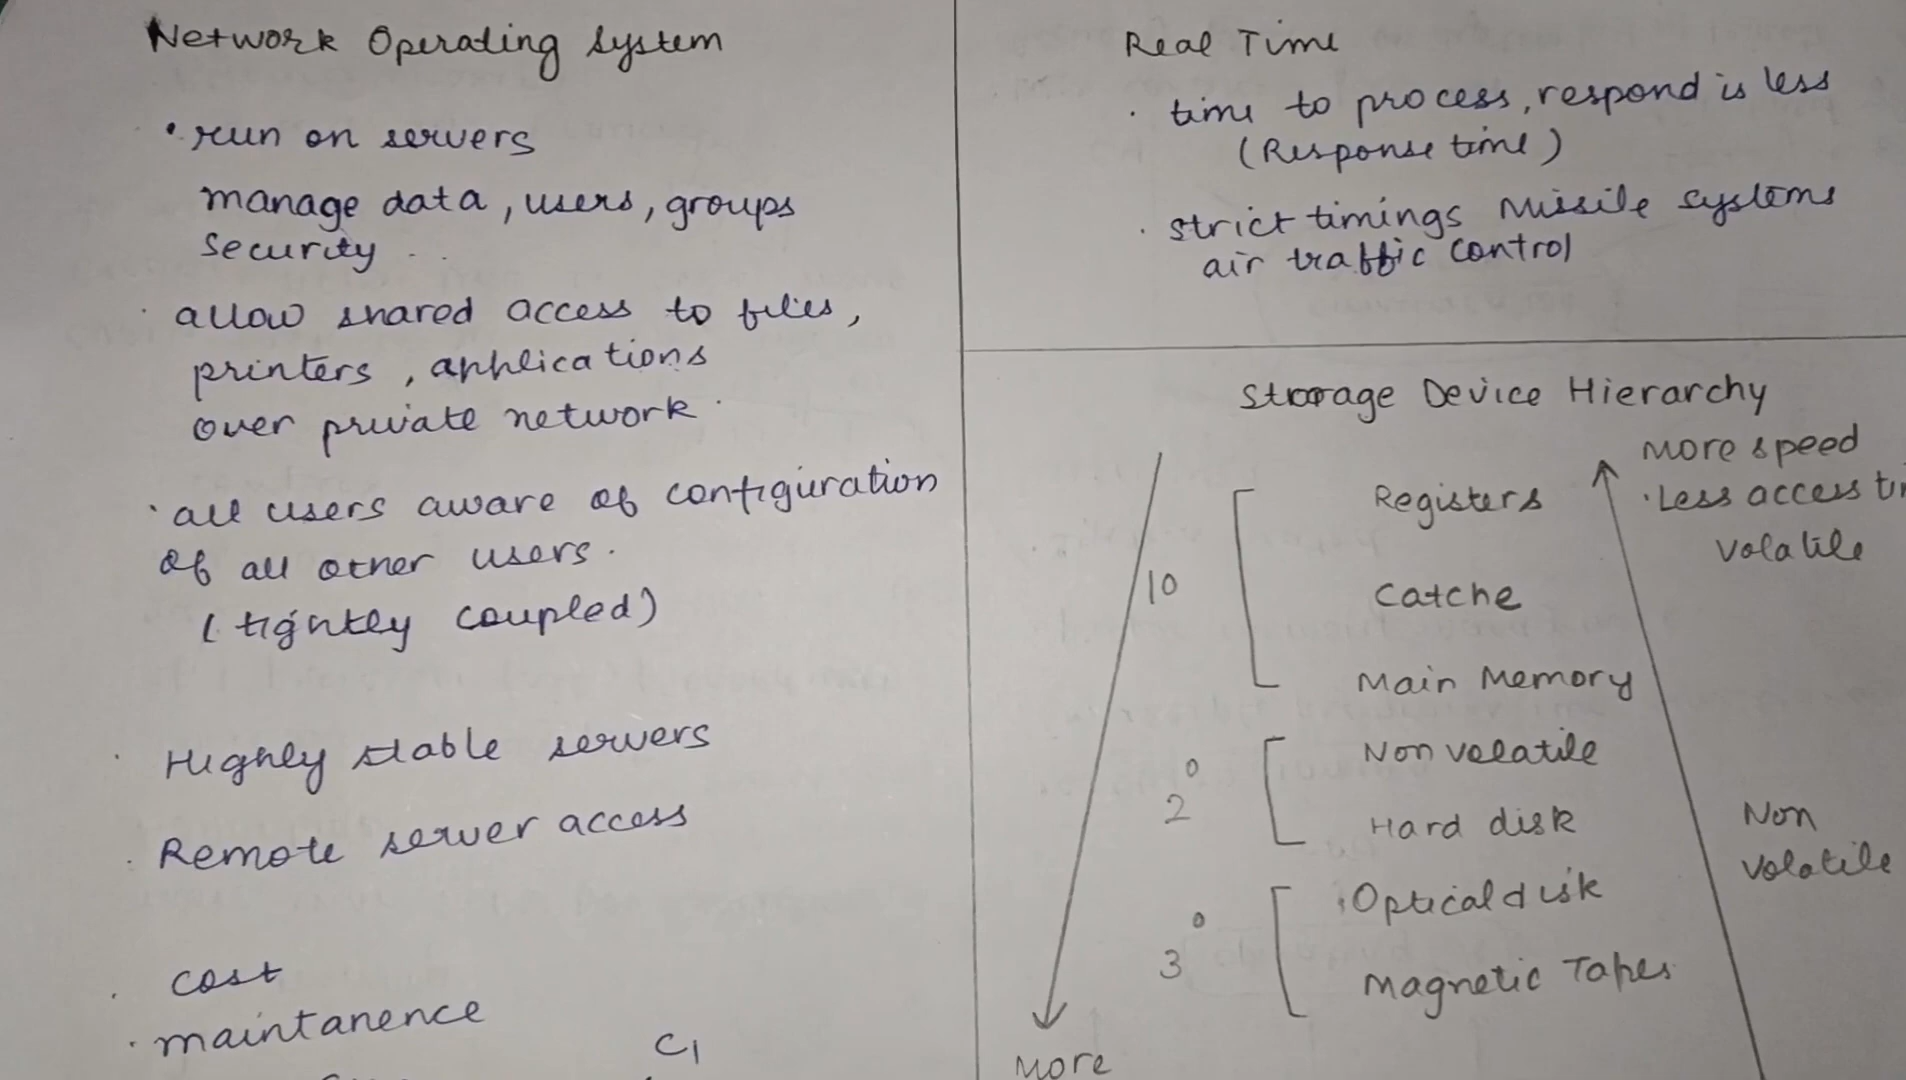 Network Operating System
• run on servers
manage data, users, groups
security
· allow shared access to files,
printers, applications
over private network.
· all users aware of configuration
of all other users.
(tightly coupled)
· Highly stable servers
· Remote server access
· cost
· maintanence
C1
Real Time
· time to process, respond is less
(Response time)
· strict timings Missile systems
air traffic control
Storage Device Hierarchy
More speed
· Less access ti
volatile
Registers
10
Catche
Main Memory
Non volatile
20
Hard disk
Non
volatile
Optical disk
30
Magnetic Tapes
More